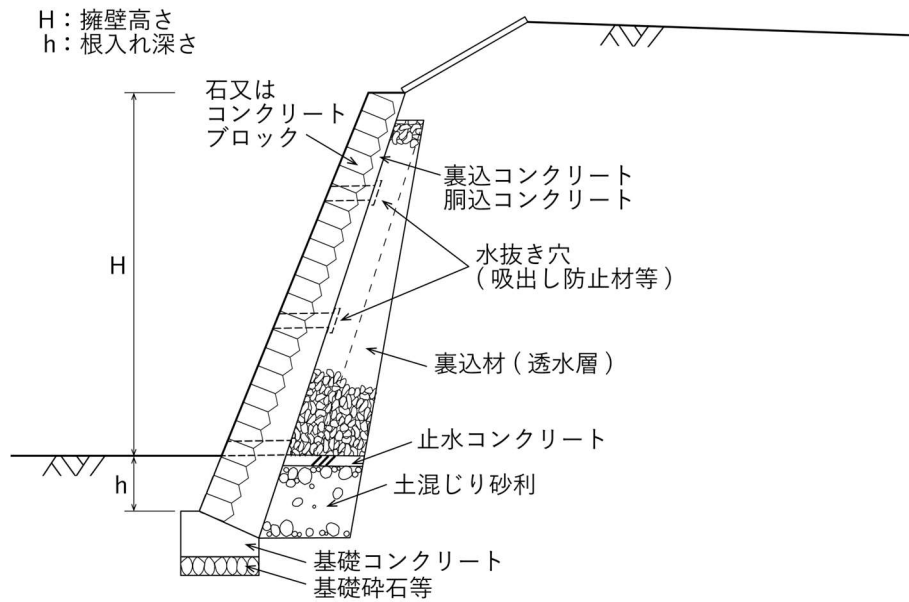 H：擁壁高さ
h：根入れ深さ
石又は
コンクリート
ブロック
裏込コンクリート
胴込コンクリート
水抜き穴
(吸出し防止材等)
H
裏込材(透水層)
止水コンクリート
h
土混じり砂利
基礎コンクリート
基礎砕石等